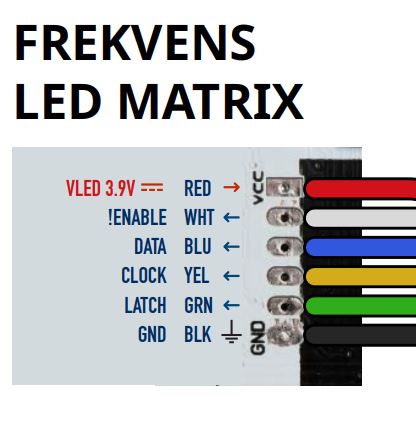 FREKVENS
LED MATRIX
VLED 3.9V RED → VCC
!ENABLE WHT ←
DATA BLU ←
CLOCK YEL ←
LATCH GRN ←
GND BLK GND